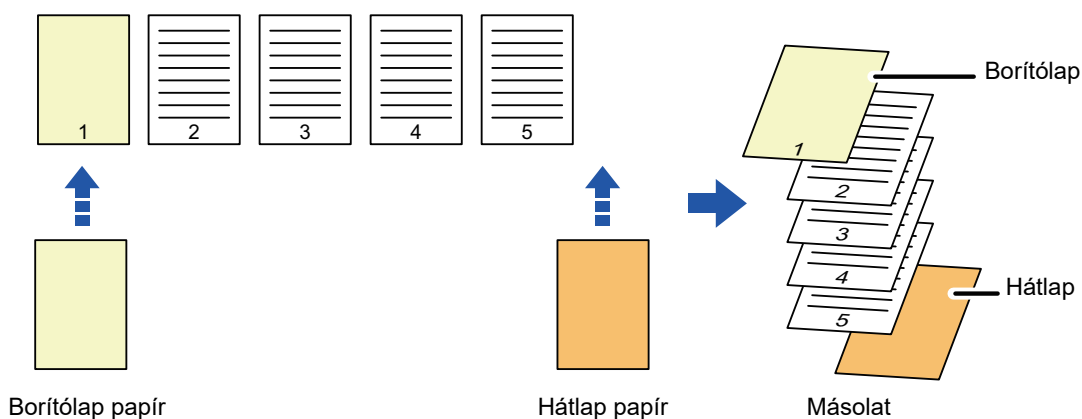 1 2 3 4 5
Borítólap papír
Hátlap papír
Borítólap
1
2
3
4
5
Hátlap
Másolat